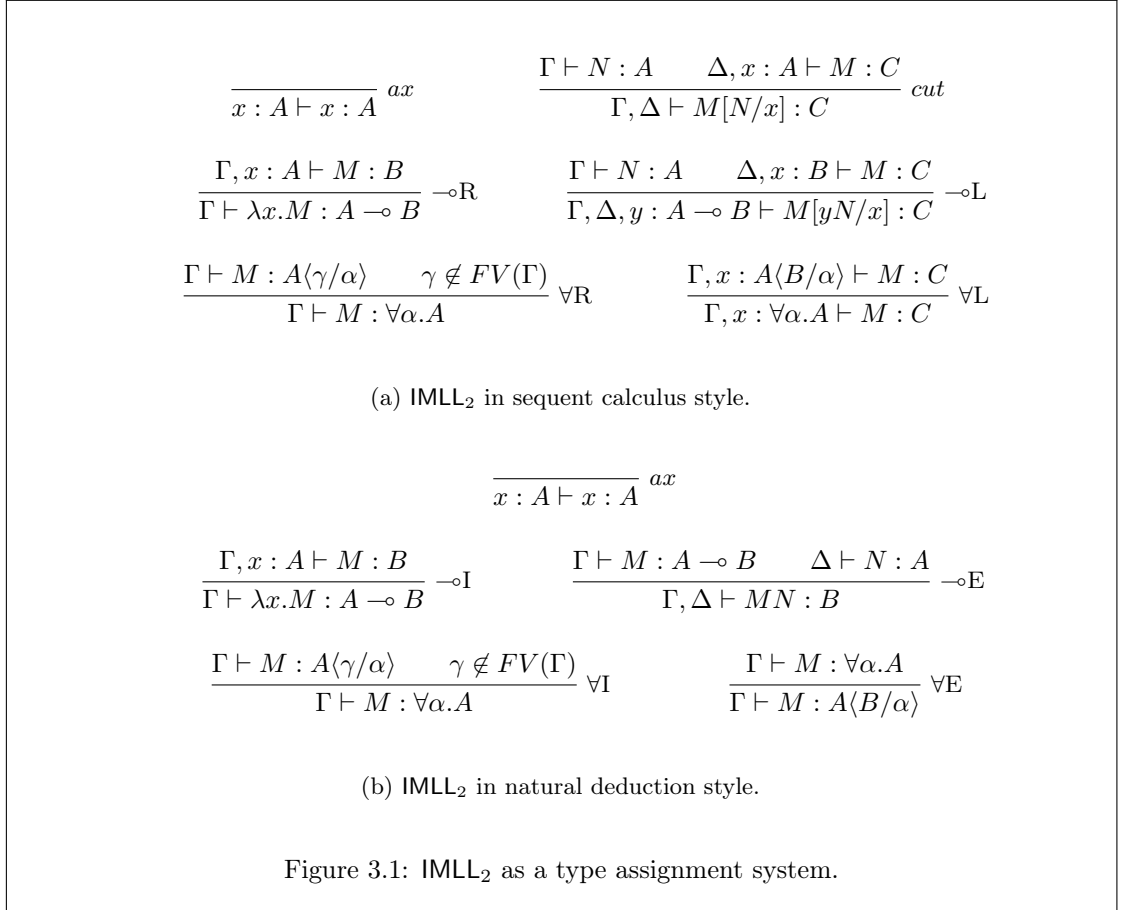 Γ ⊢ N : A Δ, x : A ⊢ M : C
x : A ⊢ x : A ax Γ, Δ ⊢ M[N/x] : C cut
Γ, x : A ⊢ M : B Γ ⊢ N : A Δ, x : B ⊢ M : C
Γ ⊢ λx.M : A ⊸ B ⊸R Γ, Δ, y : A ⊸ B ⊢ M[yN/x] : C ⊸L
Γ ⊢ M : A⟨γ/α⟩ γ ∉ FV(Γ) Γ, x : A⟨B/α⟩ ⊢ M : C
Γ ⊢ M : ∀α.A ∀R Γ, x : ∀α.A ⊢ M : C ∀L
(a) IMLL₂ in sequent calculus style.
x : A ⊢ x : A ax
Γ, x : A ⊢ M : B Γ ⊢ M : A ⊸ B Δ ⊢ N : A
Γ ⊢ λx.M : A ⊸ B ⊸I Γ, Δ ⊢ MN : B ⊸E
Γ ⊢ M : A⟨γ/α⟩ γ ∉ FV(Γ) Γ ⊢ M : ∀α.A
Γ ⊢ M : ∀α.A ∀I Γ ⊢ M : A⟨B/α⟩ ∀E
(b) IMLL₂ in natural deduction style.
Figure 3.1: IMLL₂ as a type assignment system.